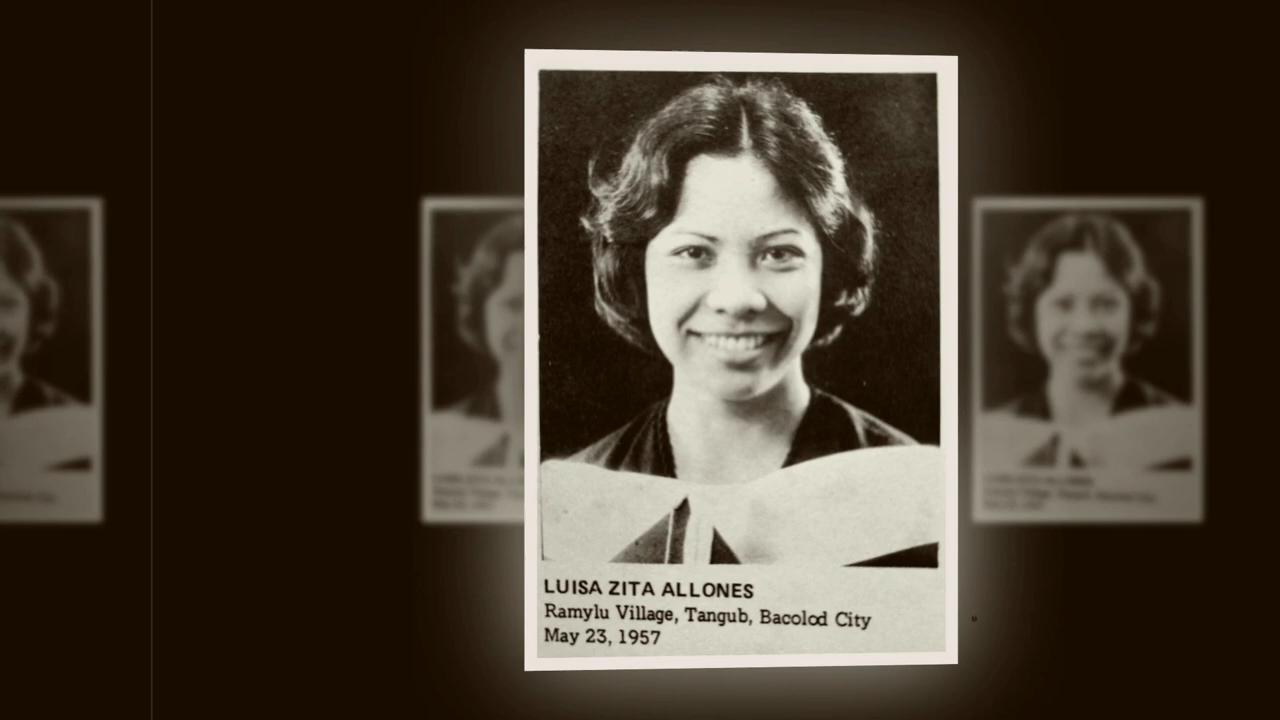 LUISA ZITA ALLONES
Ramylu Village, Tangub, Bacolod City
May 23, 1957